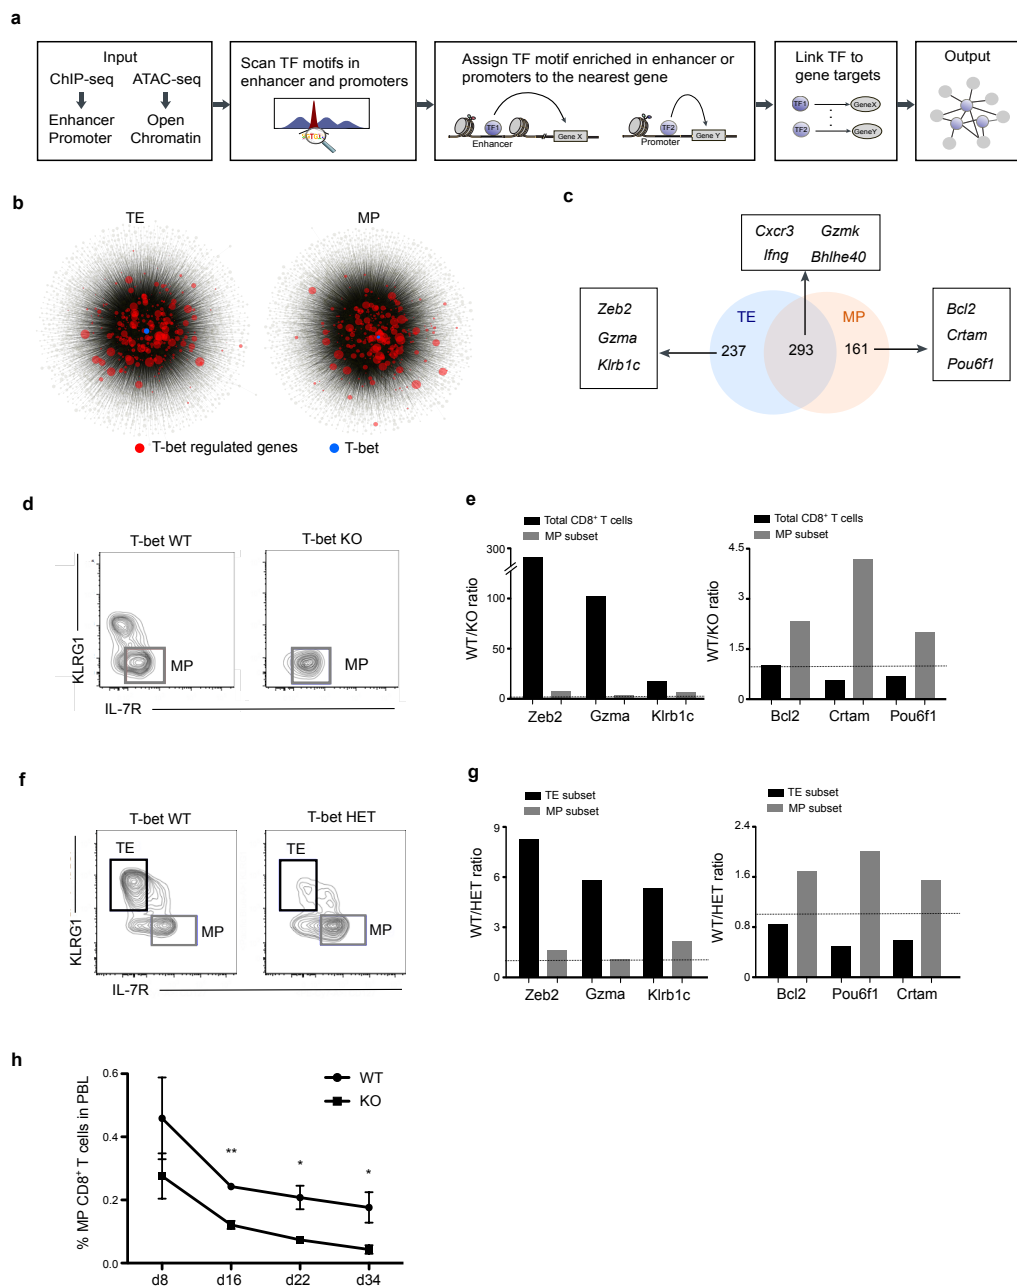 a
Input
ChIP-seq
ATAC-seq
Enhancer
Promoter
Open
Chromatin
Scan TF motifs in
enhancer and promoters
Assign TF motif enriched in enhancer or
promoters to the nearest gene
TF1
Gene X
Enhancer
TF2
Gene Y
Promoter
Link TF to
gene targets
TF1
GeneX
TF2
GeneY
Output
b
TE
MP
T-bet regulated genes
T-bet
c
Cxcr3
Gzmk
Ifng
Bhlhe40
Zeb2
Gzma
Klrb1c
TE
MP
237
293
161
Bcl2
Crtam
Pou6f1
d
T-bet WT
T-bet KO
KLRG1
MP
MP
IL-7R
e
Total CD8+ T cells
MP subset
WT/KO ratio
300
150
100
50
0
Zeb2
Gzma
Klrb1c
Total CD8+ T cells
MP subset
WT/KO ratio
4.5
3
1.5
0
Bcl2
Crtam
Pou6f1
f
T-bet WT
T-bet HET
KLRG1
TE
MP
TE
MP
IL-7R
g
TE subset
MP subset
WT/HET ratio
9
6
3
0
Zeb2
Gzma
Klrb1c
TE subset
MP subset
WT/HET ratio
2.4
1.6
0.8
0
Bcl2
Pou6f1
Crtam
h
% MP CD8+ T cells in PBL
0.6
0.4
0.2
0.0
WT
KO
**
*
*
d8
d16
d22
d34